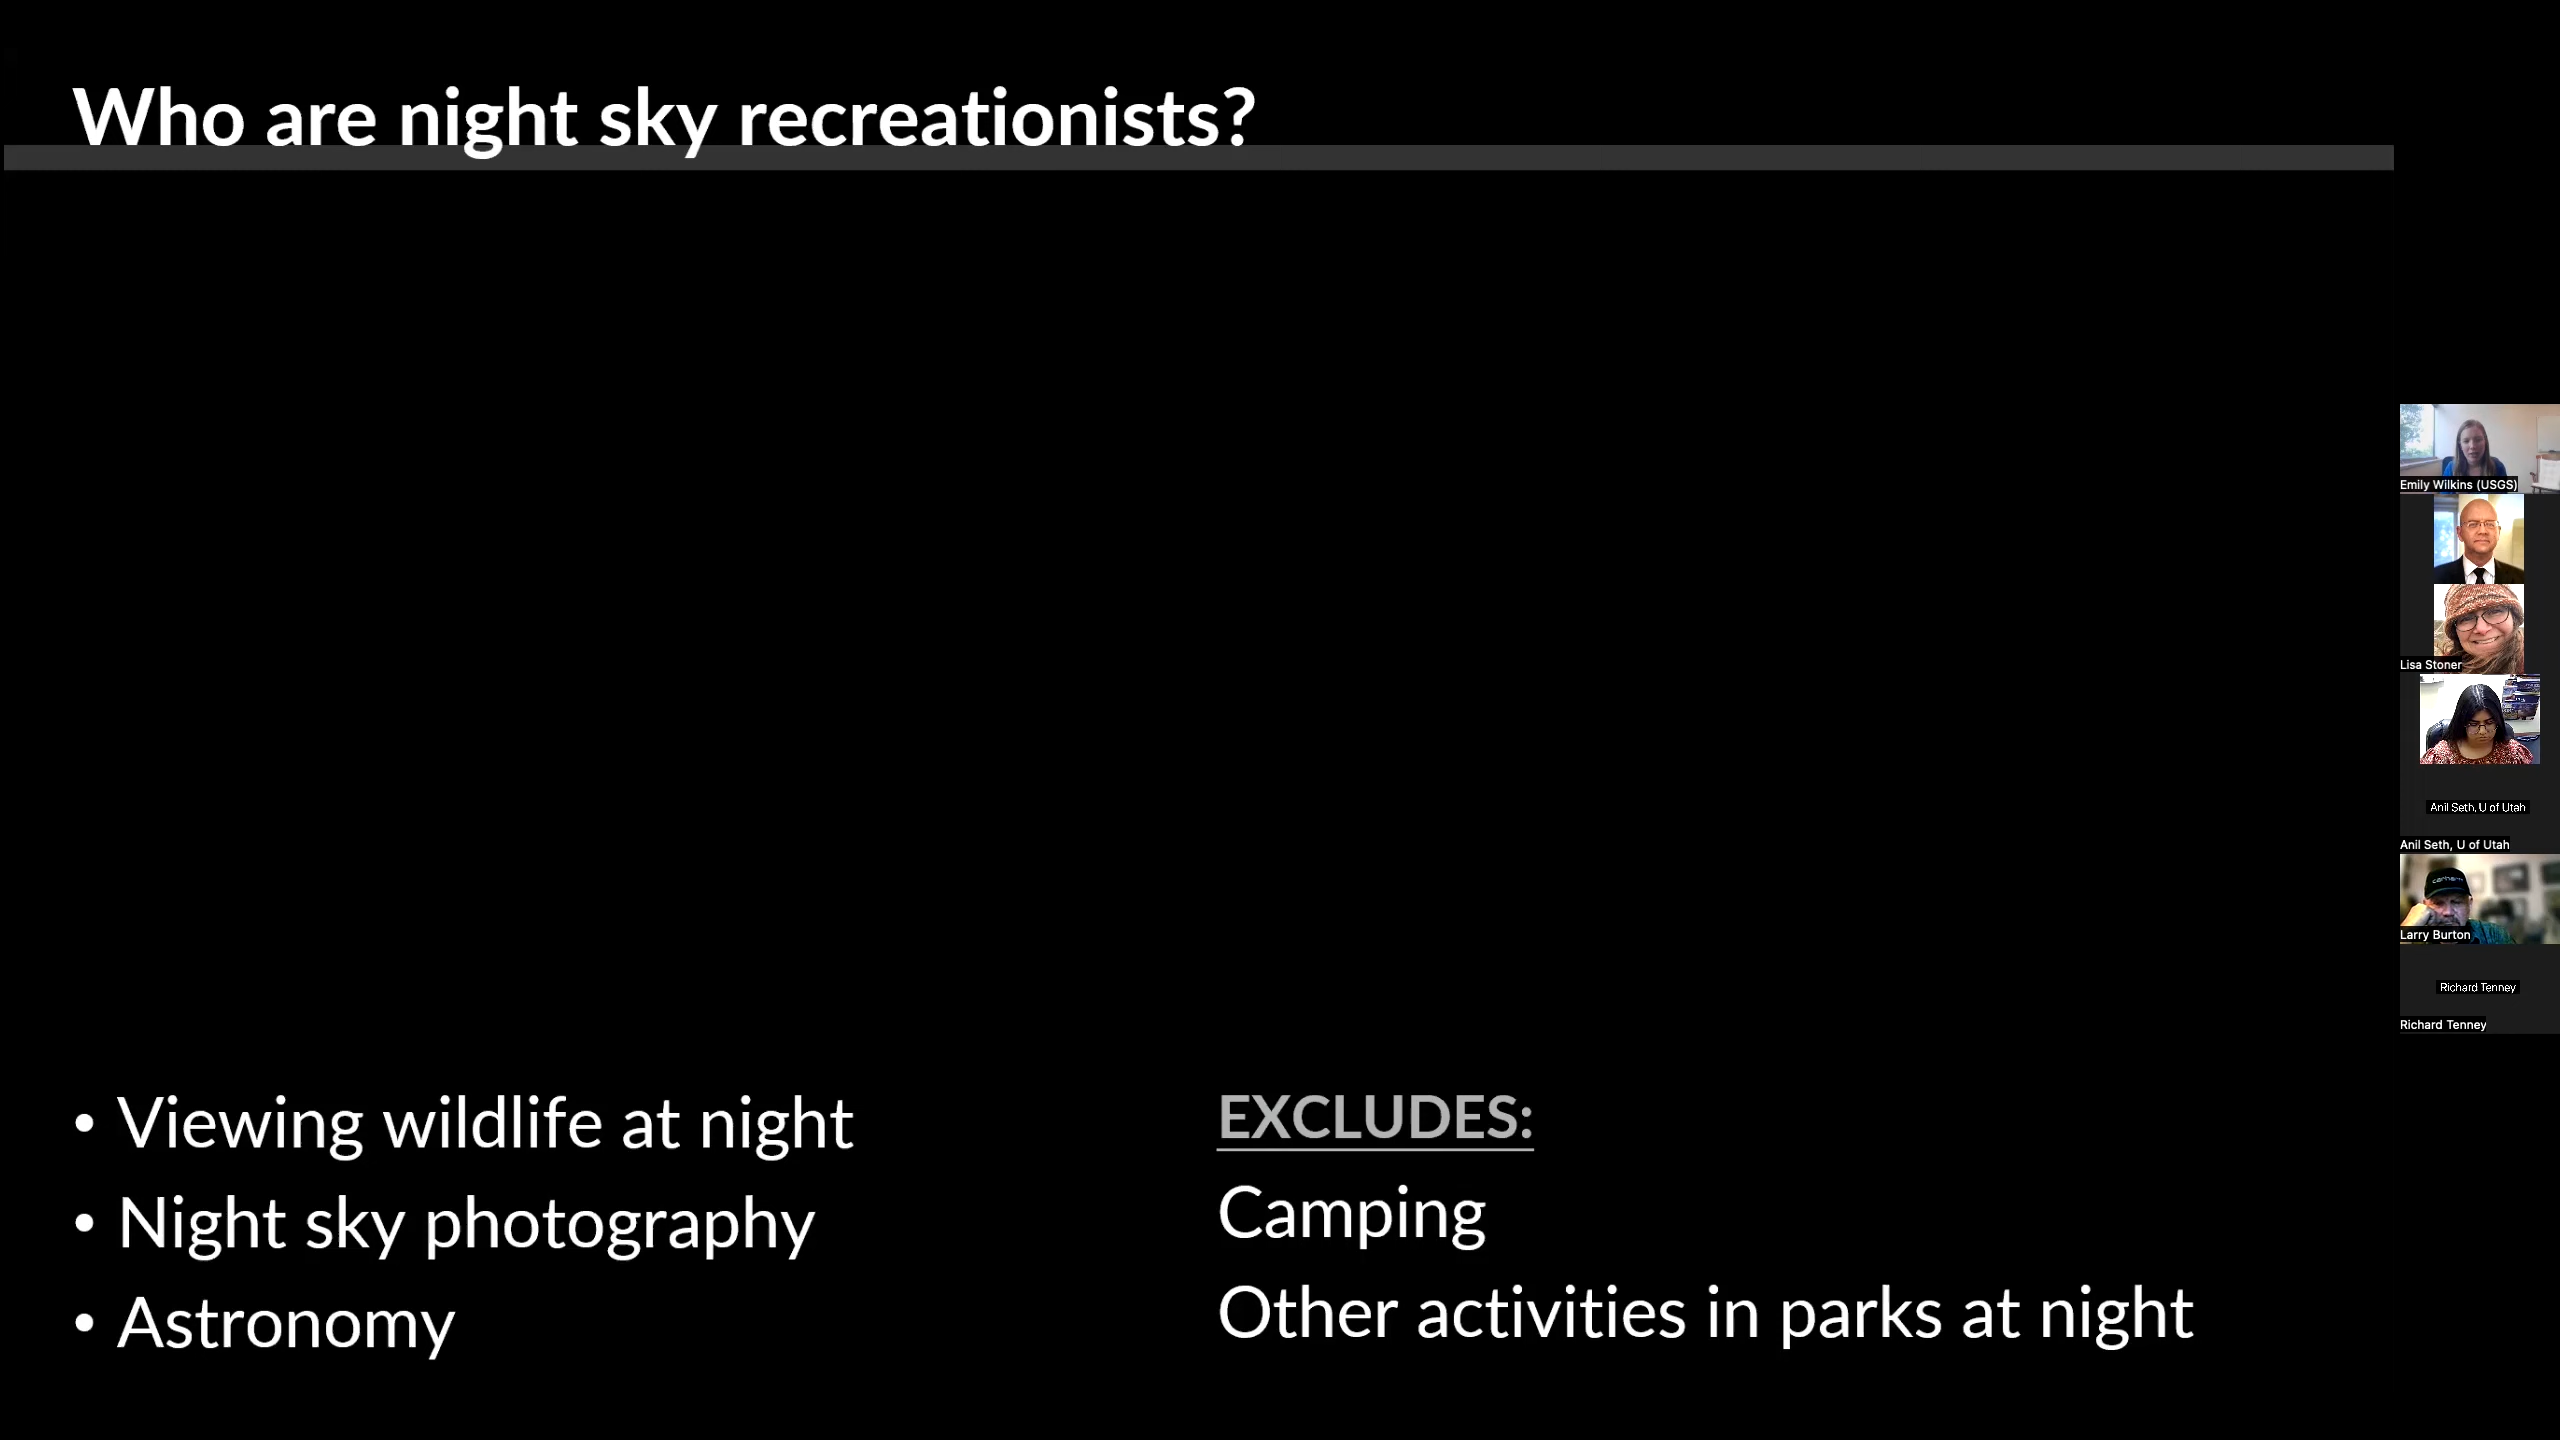 Who are night sky recreationists?
Emily Wilkins (USGS)
Lisa Stoner
Anil Seth, U of Utah
Anil Seth, U of Utah
carhartt
Larry Burton
Richard Tenney
Richard Tenney
• Viewing wildlife at night
• Night sky photography
• Astronomy
EXCLUDES:
Camping
Other activities in parks at night